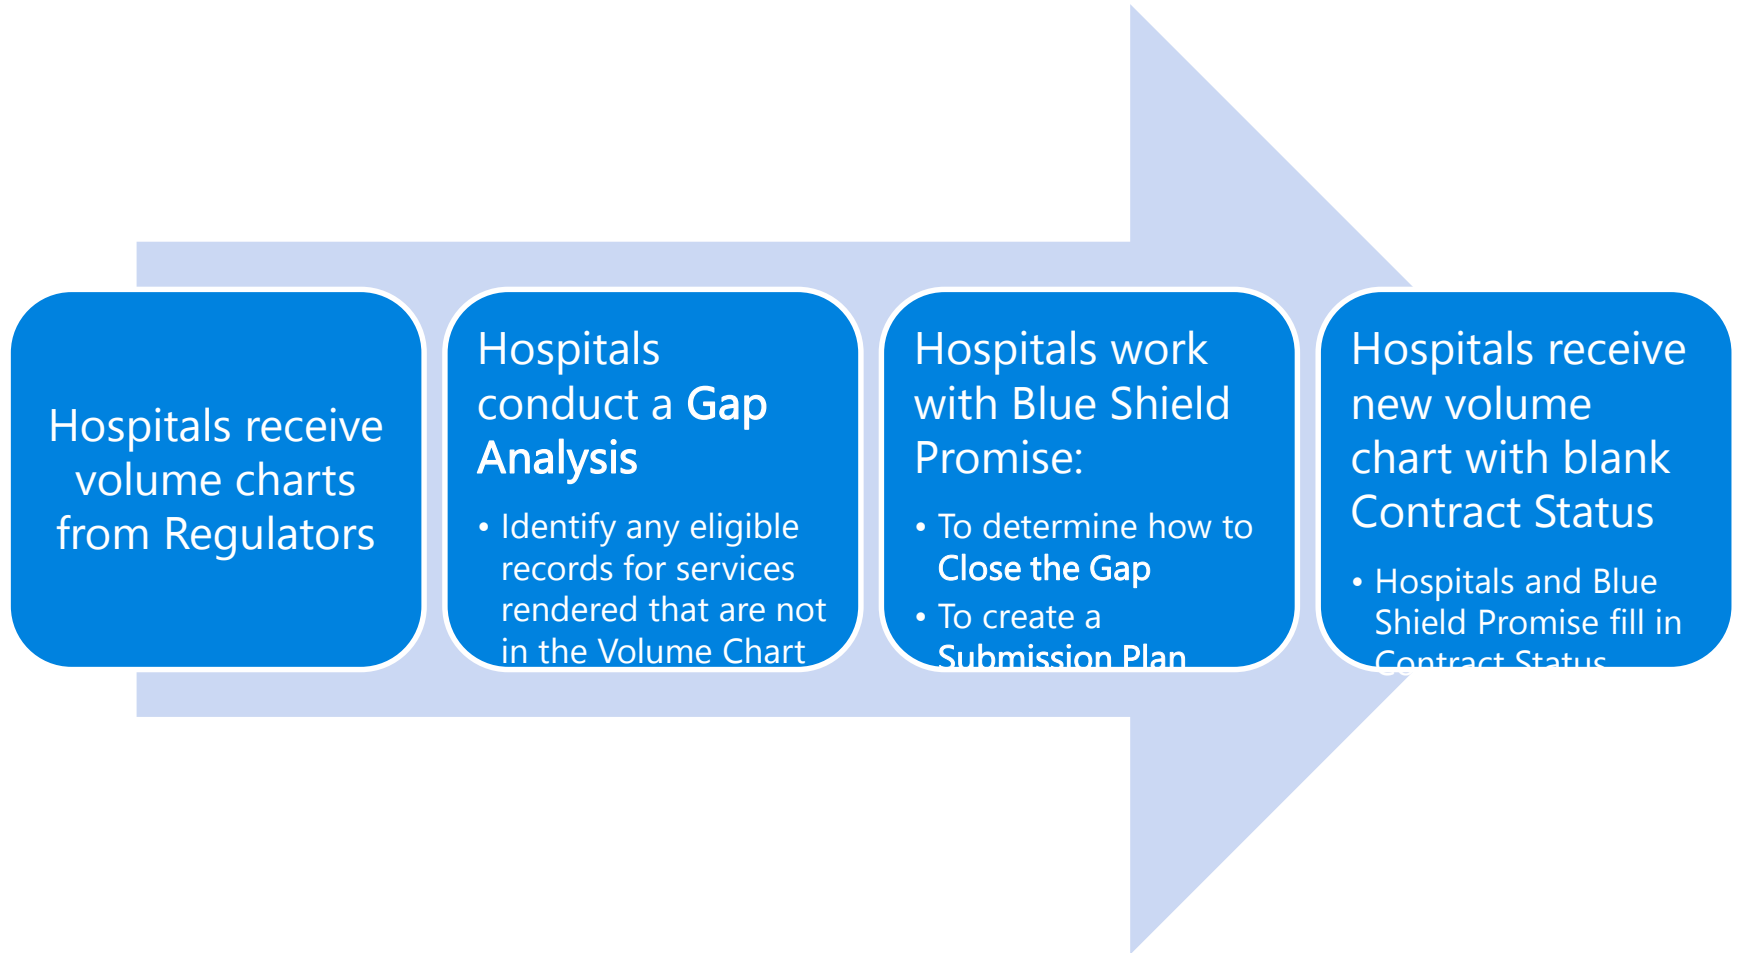 Hospitals receive
volume charts
from Regulators
Hospitals
conduct a Gap
Analysis
• Identify any eligible
records for services
rendered that are not
in the Volume Chart
Hospitals work
with Blue Shield
Promise:
• To determine how to
Close the Gap
• To create a
Submission Plan
Hospitals receive
new volume
chart with blank
Contract Status
• Hospitals and Blue
Shield Promise fill in
Contract Status